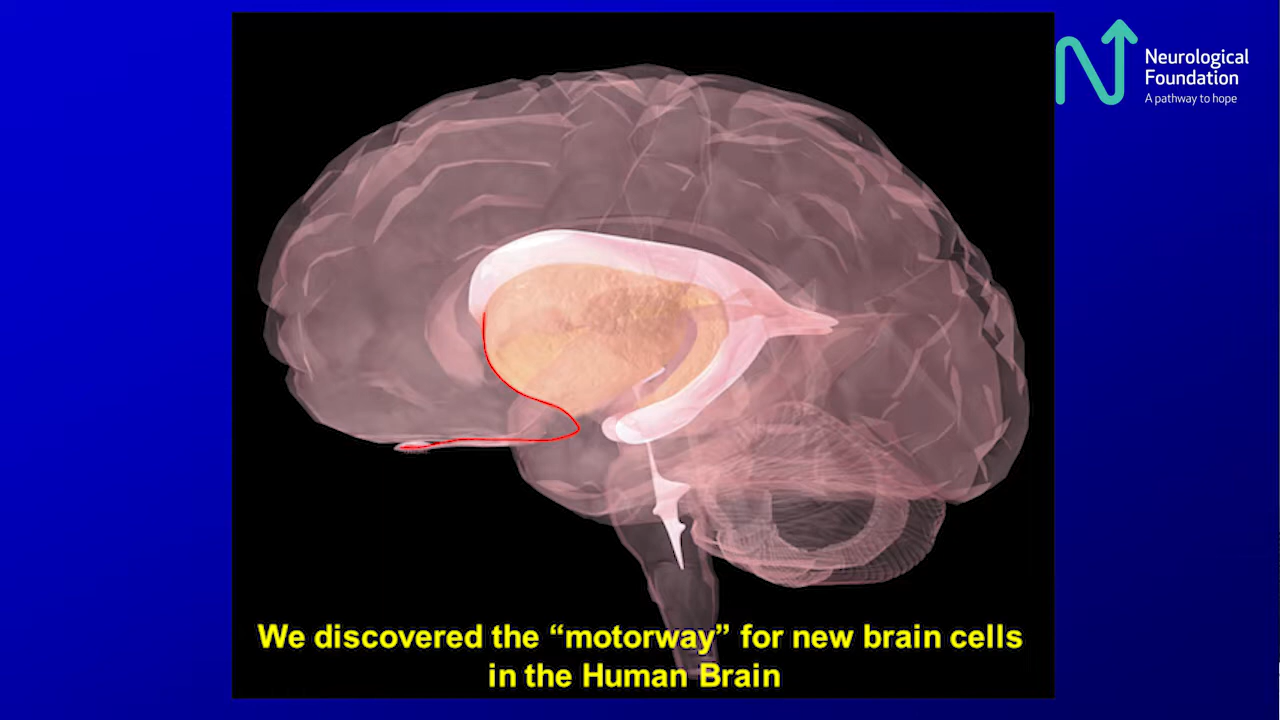 Neurological
Foundation
A pathway to hope
We discovered the “motorway” for new brain cells
in the Human Brain